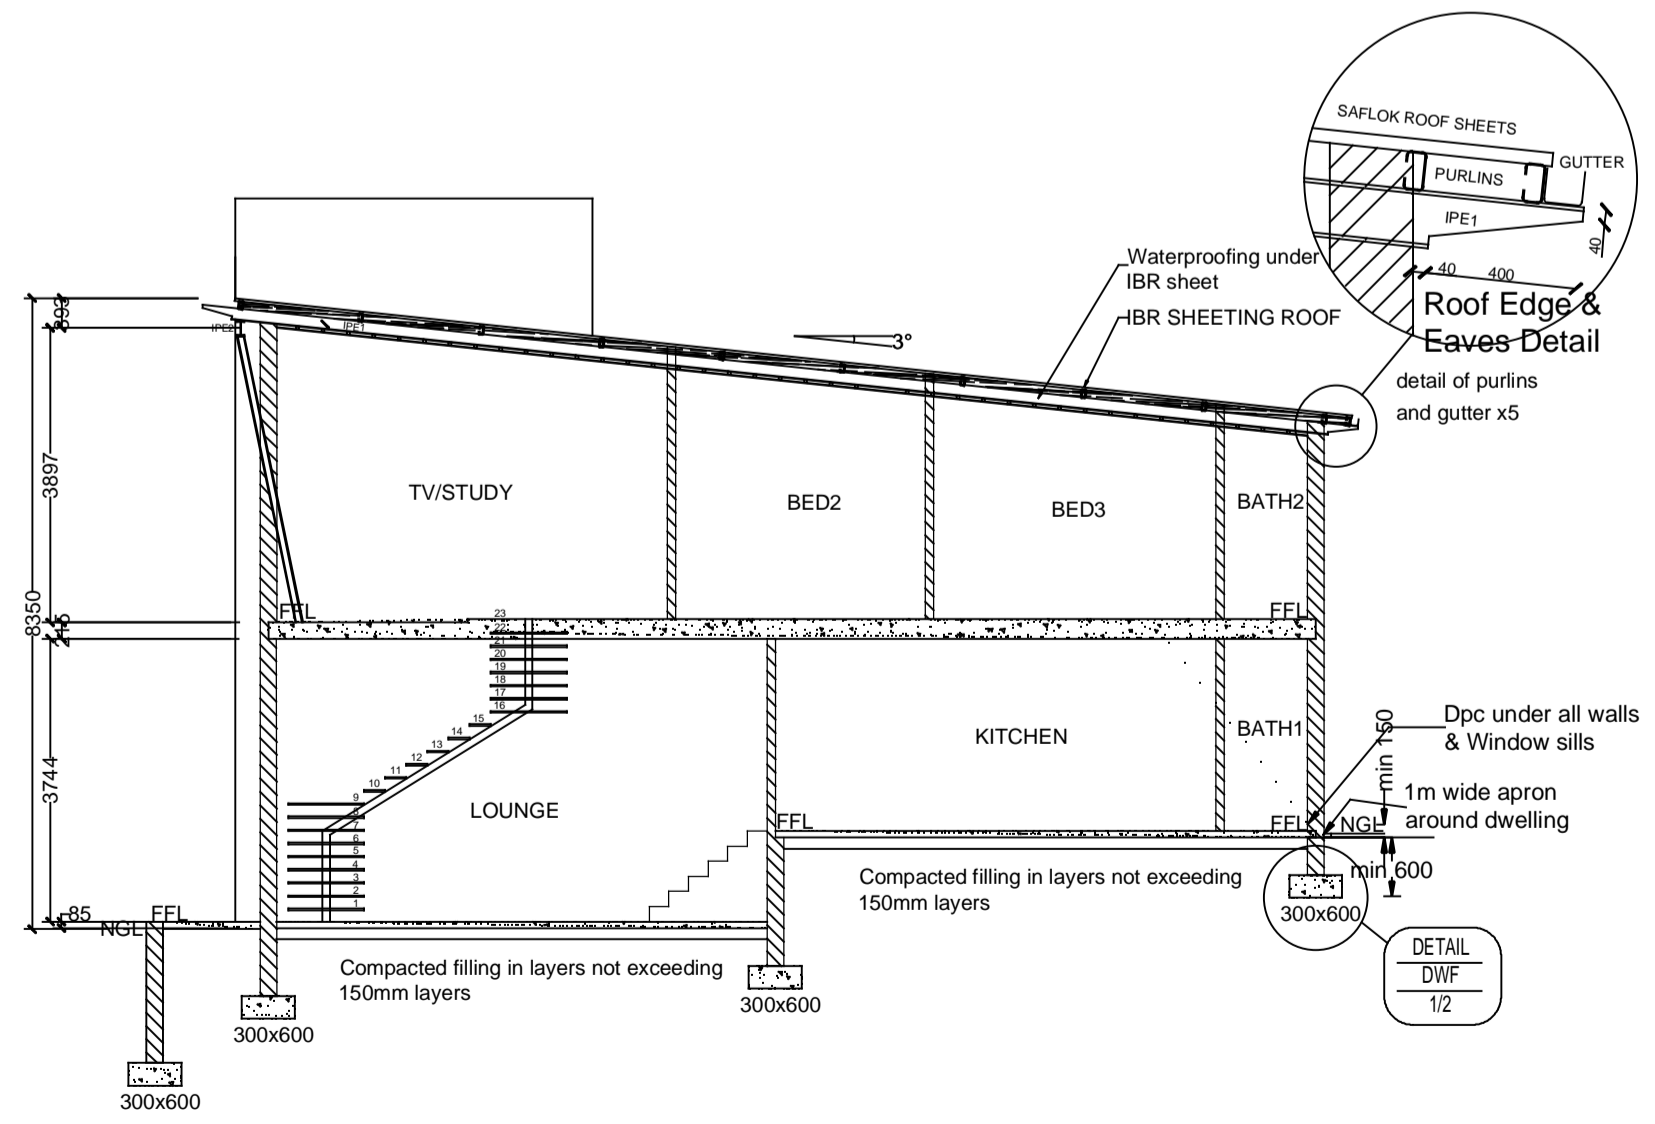 SAFLOK ROOF SHEETS
GUTTER
PURLINS
IPE1
40
40
400
Roof Edge &
Eaves Detail
detail of purlins
and gutter x5
Waterproofing under
IBR sheet
IBR SHEETING ROOF
3°
393
IPE2
IPE1
3897
8350
215
3744
185
TV/STUDY
BED2
BED3
BATH2
FFL
FFL
23
22
21
20
19
18
17
16
15
14
13
12
11
10
9
8
7
6
5
4
3
2
1
LOUNGE
KITCHEN
BATH1
FFL
FFL
NGL
Dpc under all walls
& Window sills
min 150
1m wide apron
around dwelling
min 600
Compacted filling in layers not exceeding
150mm layers
300x600
FFL
NGL
Compacted filling in layers not exceeding
150mm layers
300x600
300x600
300x600
DETAIL
DWF
1/2